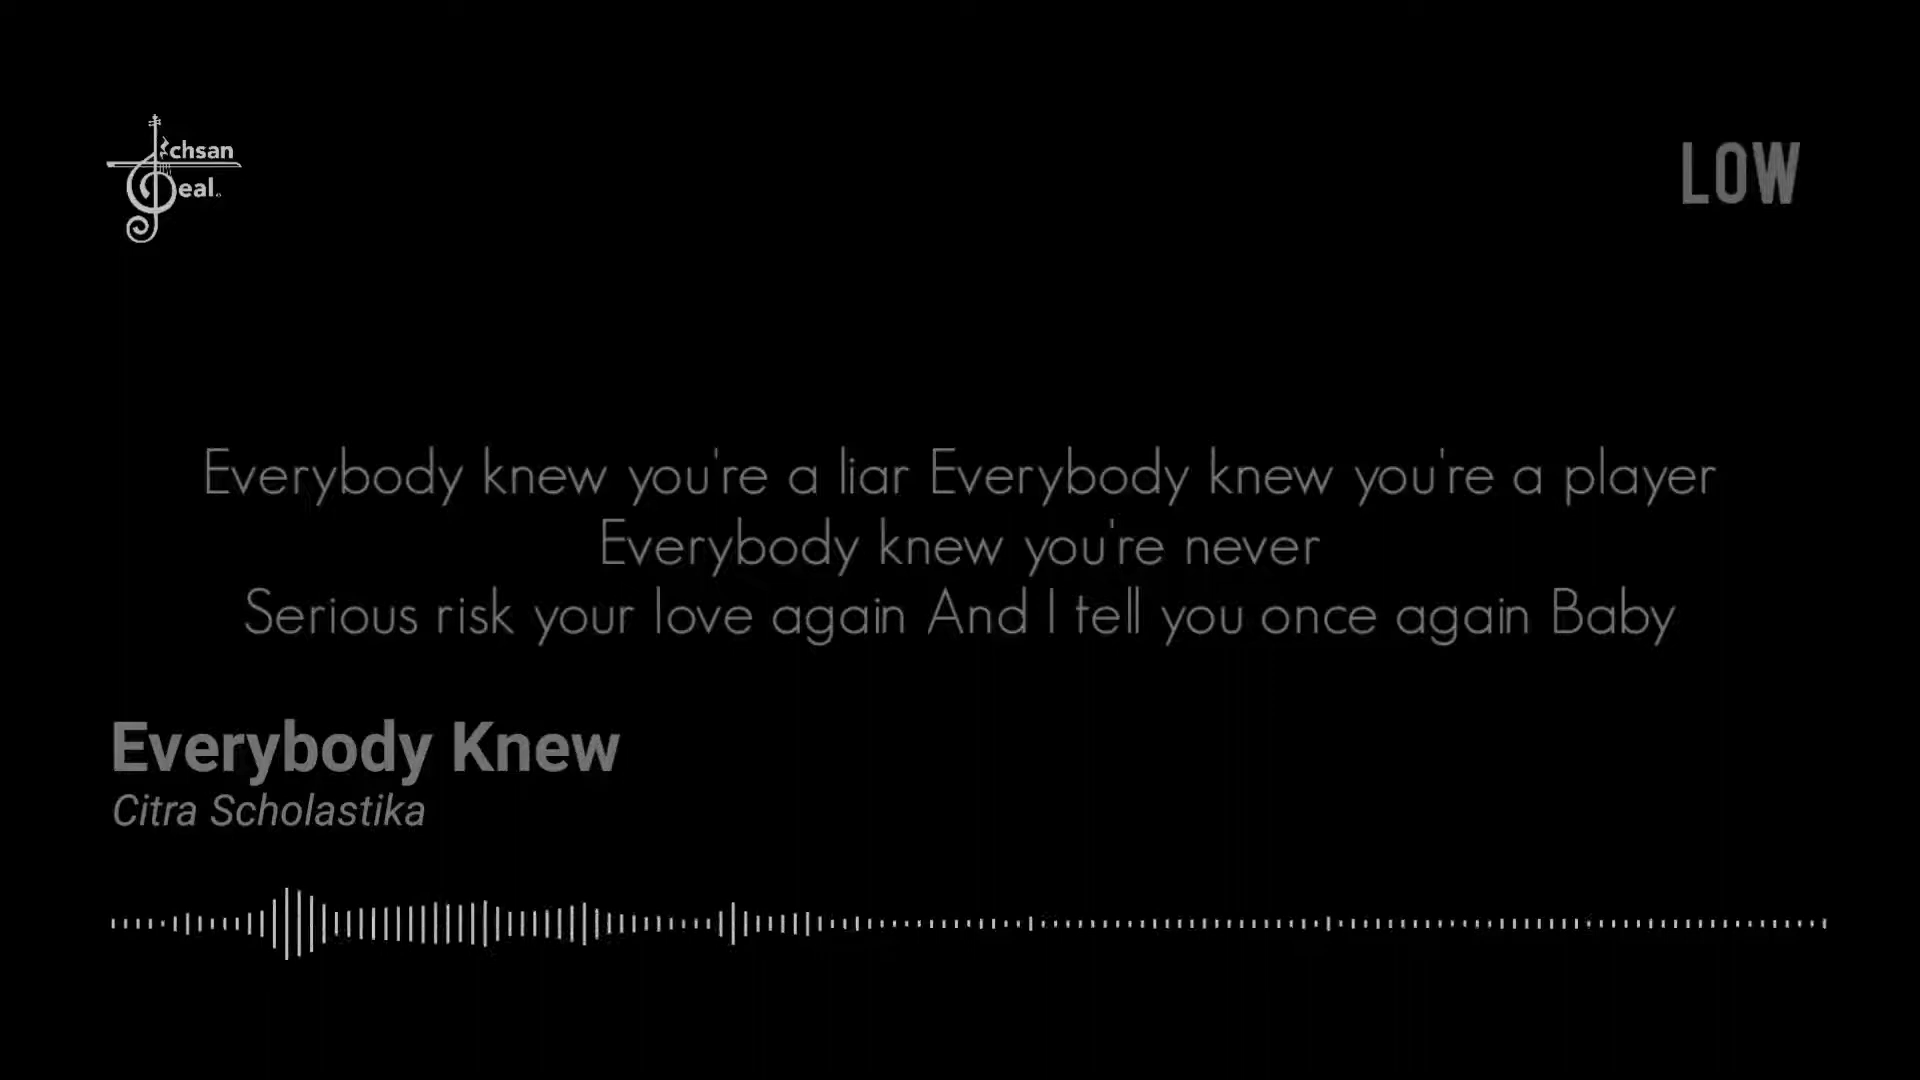 Ichsan
Deal.
LOW
Everybody knew you're a liar Everybody knew you're a player
Everybody knew you're never
Serious risk your love again And I tell you once again Baby
Everybody Knew
Citra Scholastika